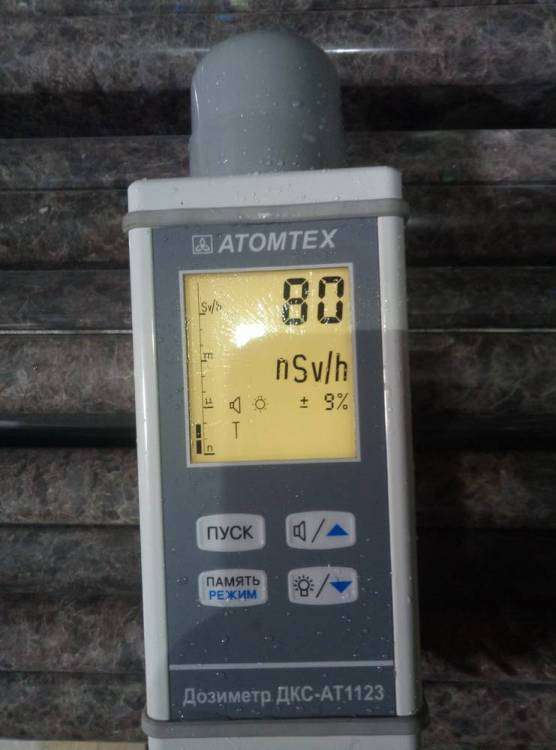 ATOMTEX
80
Sv/h
nSv/h
m
μ
± 9%
n
T
ПУСК
/
ПАМЯТЬ
РЕЖИМ
/
Дозиметр ДКС-АТ1123